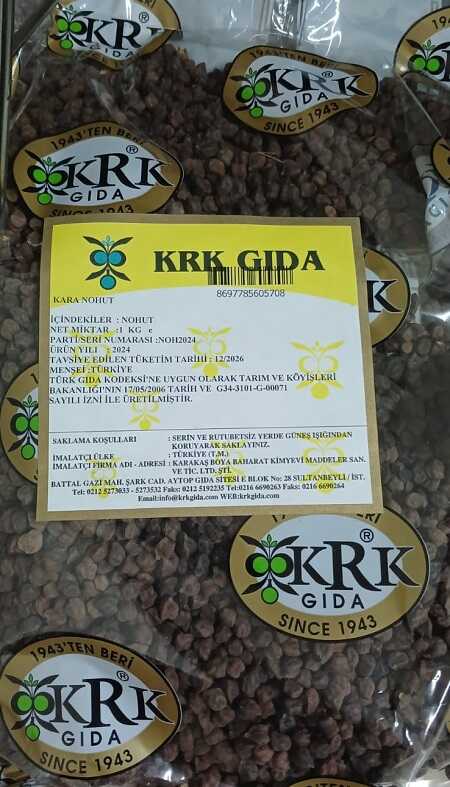 KRK
GIDA
KRK
GIDA
SINCE 1943
1943'TEN BERİ
KRK
GIDA
SINCE 1943
KRK GIDA
8697785605708
KARA NOHUT
İÇİNDEKİLER : NOHUT
NET MİKTAR :1 KG e
PARTİ/SERİ NUMARASI :NOH2024
ÜRÜN YILI : 2024
TAVSİYE EDİLEN TÜKETİM TARİHİ : 12/2026
MENŞEİ :TÜRKİYE
TÜRK GIDA KODEKSİ'NE UYGUN OLARAK TARIM VE KÖYİŞLERİ
BAKANLIĞININ 17/05/2006 TARİH VE G34-3101-G-00071
SAYILI İZNİ İLE ÜRETİLMİŞTİR.
SAKLAMA KOŞULLARI : SERİN VE RUTUBETSİZ YERDE GÜNEŞ IŞIĞINDAN
KORUYARAK SAKLAYINIZ.
İMALATÇI ÜLKE : TÜRKİYE (T.M.)
İMALATÇI FİRMA ADI - ADRESİ : KARAKAŞ BOYA BAHARAT KİMYEVİ MADDELER SAN.
VE TİC. LTD. ŞTİ.
BATTAL GAZİ MAH. ŞARK CAD. AYTOP GIDA SİTESİ E BLOK No: 28 SULTANBEYLİ / İST.
Tel: 0212 5273033 - 5273532 Faks: 0212 5192235 Tel:0216 6690263 Faks: 0216 6690264
Email:info@krkgida.com WEB:krkgida.com
KRK
GIDA
SINCE 1943
1943'TEN BERİ
KRK
GIDA
SINCE 1943